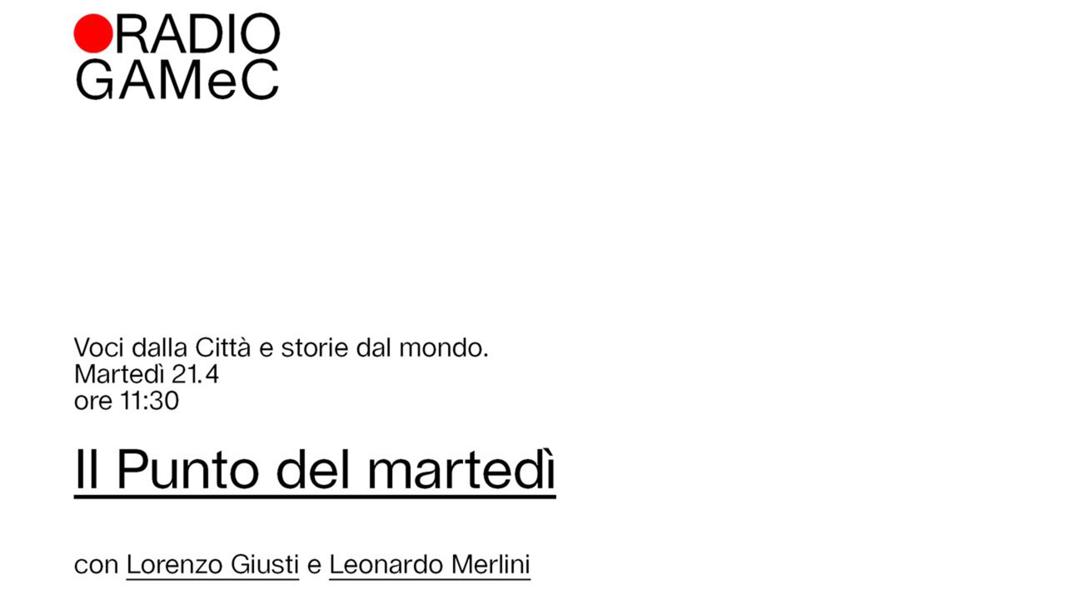 RADIO
GAMeC
Voci dalla Città e storie dal mondo.
Martedì 21.4
ore 11:30
Il Punto del martedì
con Lorenzo Giusti e Leonardo Merlini